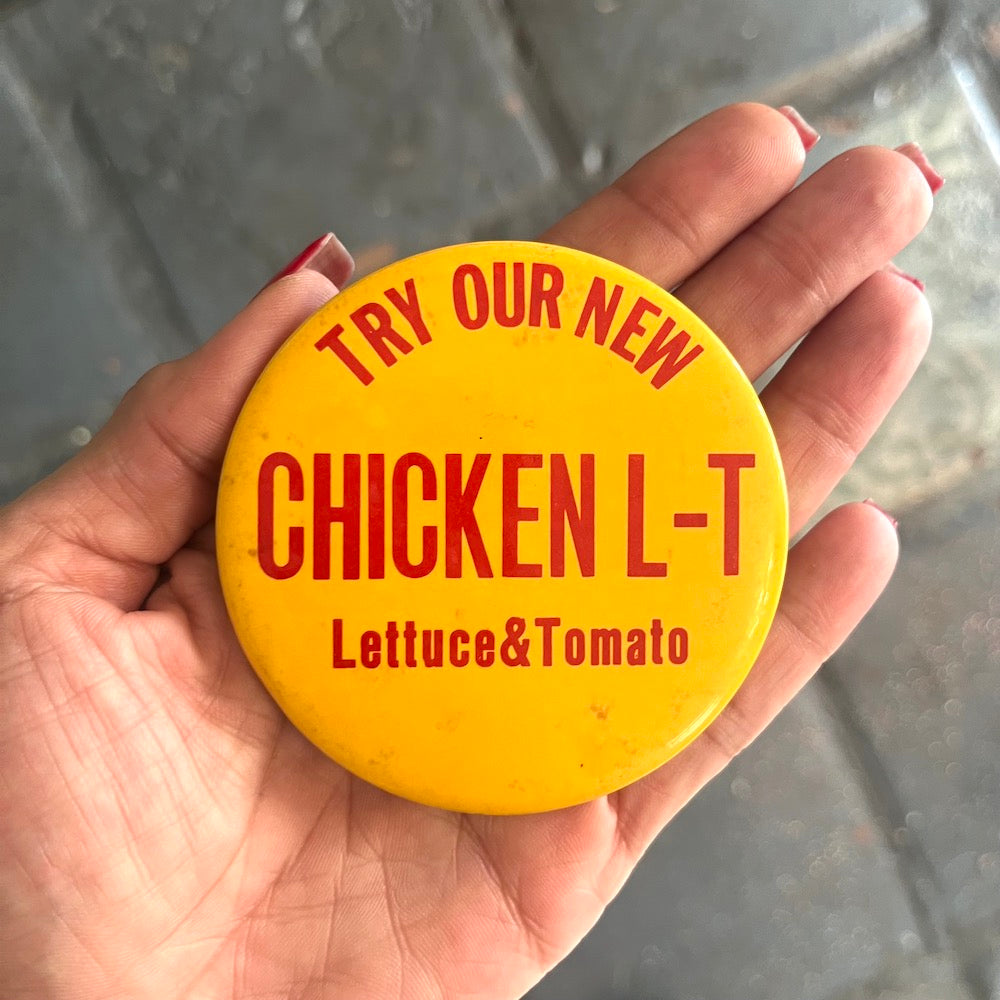 TRY OUR NEW
CHICKEN L-T
Lettuce&Tomato